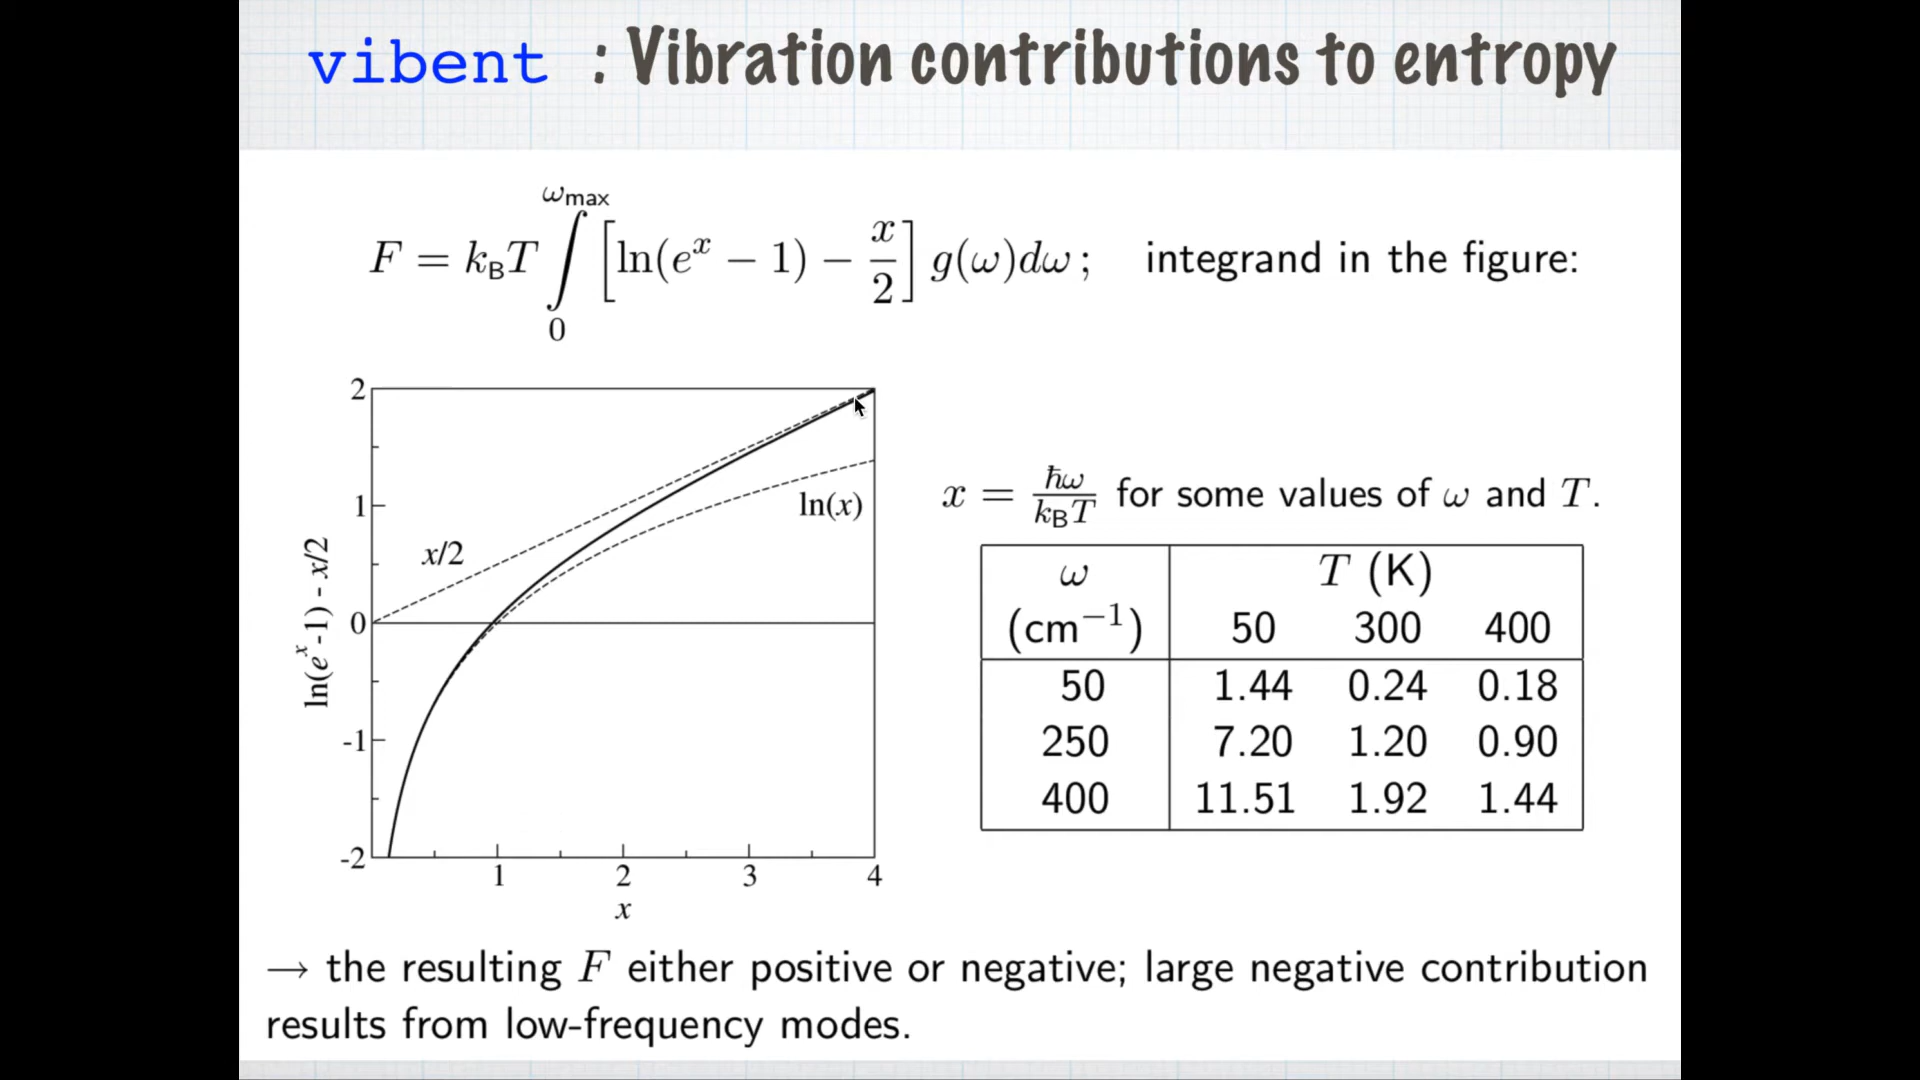 vibent : Vibration contributions to entropy
F = k_B T ∫_0^{ω_max} [ln(e^x − 1) − x/2] g(ω)dω ; integrand in the figure:
2
1
0
-1
-2
ln(e^x-1) - x/2
x/2
ln(x)
1 2 3 4
x
x = ħω/k_BT for some values of ω and T.
ω T (K)
(cm⁻¹) 50 300 400
50 1.44 0.24 0.18
250 7.20 1.20 0.90
400 11.51 1.92 1.44
→ the resulting F either positive or negative; large negative contribution
results from low-frequency modes.